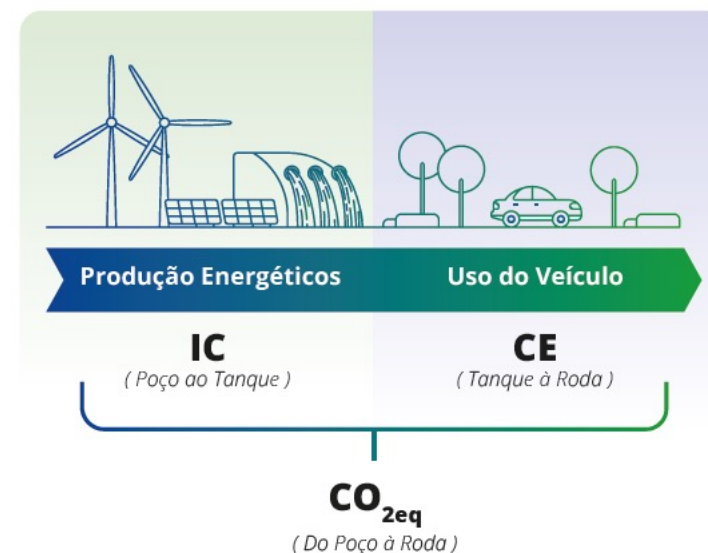 Produção Energéticos
Uso do Veículo
IC
( Poço ao Tanque )
CE
( Tanque à Roda )
CO2eq
( Do Poço à Roda )